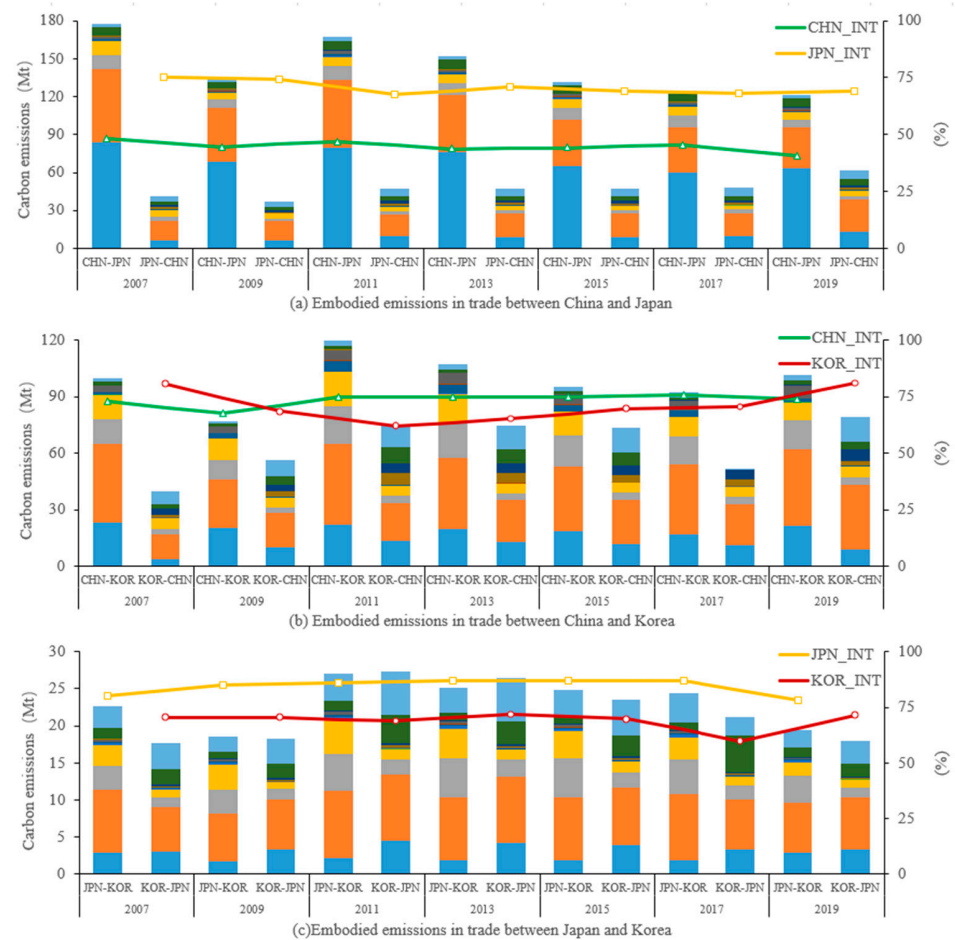 180 100
CHN_INT
JPN_INT
150
120 75
90 50
60 25
30
0 0
Carbon emissions (Mt)
(%)
CHN-JPN JPN-CHN CHN-JPN JPN-CHN CHN-JPN JPN-CHN CHN-JPN JPN-CHN CHN-JPN JPN-CHN CHN-JPN JPN-CHN CHN-JPN JPN-CHN
2007 2009 2011 2013 2015 2017 2019
(a) Embodied emissions in trade between China and Japan
120 100
CHN_INT
KOR_INT
90 75
60 50
30 25
0 0
Carbon emissions (Mt)
(%)
CHN-KOR KOR-CHN CHN-KOR KOR-CHN CHN-KOR KOR-CHN CHN-KOR KOR-CHN CHN-KOR KOR-CHN CHN-KOR KOR-CHN CHN-KOR KOR-CHN
2007 2009 2011 2013 2015 2017 2019
(b) Embodied emissions in trade between China and Korea
30 100
JPN_INT
KOR_INT
25
20 75
15 50
10 25
5
0 0
Carbon emissions (Mt)
(%)
JPN-KOR KOR-JPN JPN-KOR KOR-JPN JPN-KOR KOR-JPN JPN-KOR KOR-JPN JPN-KOR KOR-JPN JPN-KOR KOR-JPN JPN-KOR KOR-JPN
2007 2009 2011 2013 2015 2017 2019
(c)Embodied emissions in trade between Japan and Korea